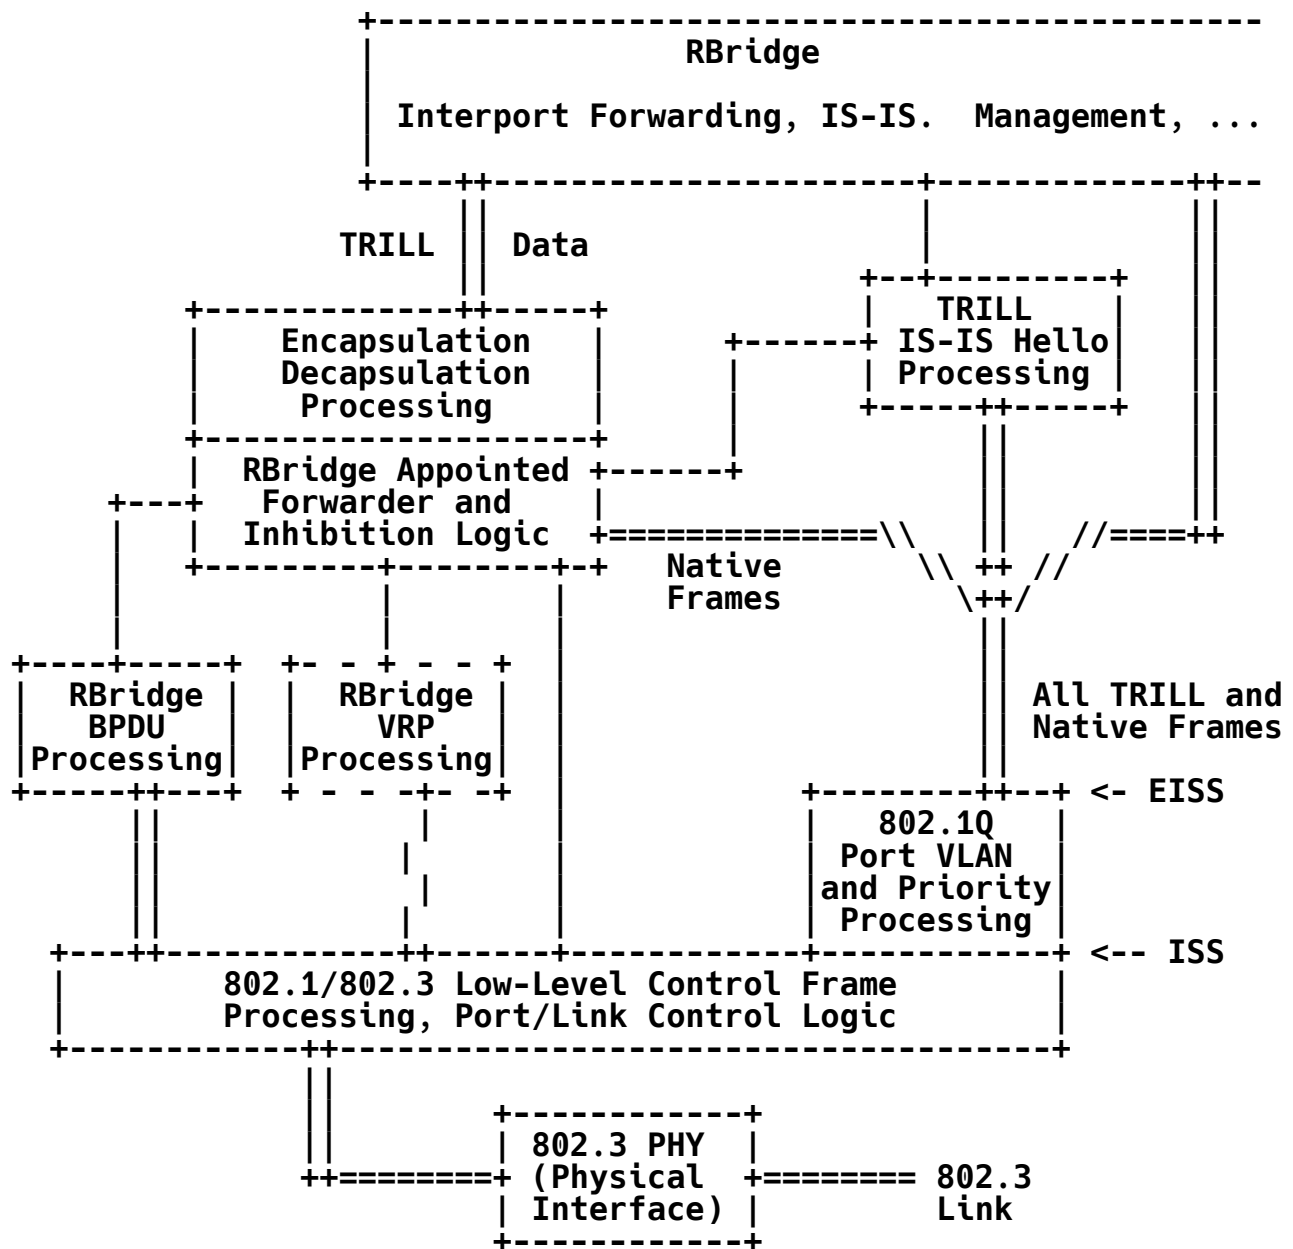 RBridge
Interport Forwarding, IS-IS.  Management, ...
TRILL Data
TRILL
IS-IS Hello
Processing
Encapsulation
Decapsulation
Processing
RBridge Appointed
Forwarder and
Inhibition Logic
Native
Frames
RBridge
BPDU
Processing
RBridge
VRP
Processing
All TRILL and
Native Frames
<- EISS
802.1Q
Port VLAN
and Priority
Processing
<-- ISS
802.1/802.3 Low-Level Control Frame
Processing, Port/Link Control Logic
802.3 PHY
(Physical
Interface)
802.3
Link